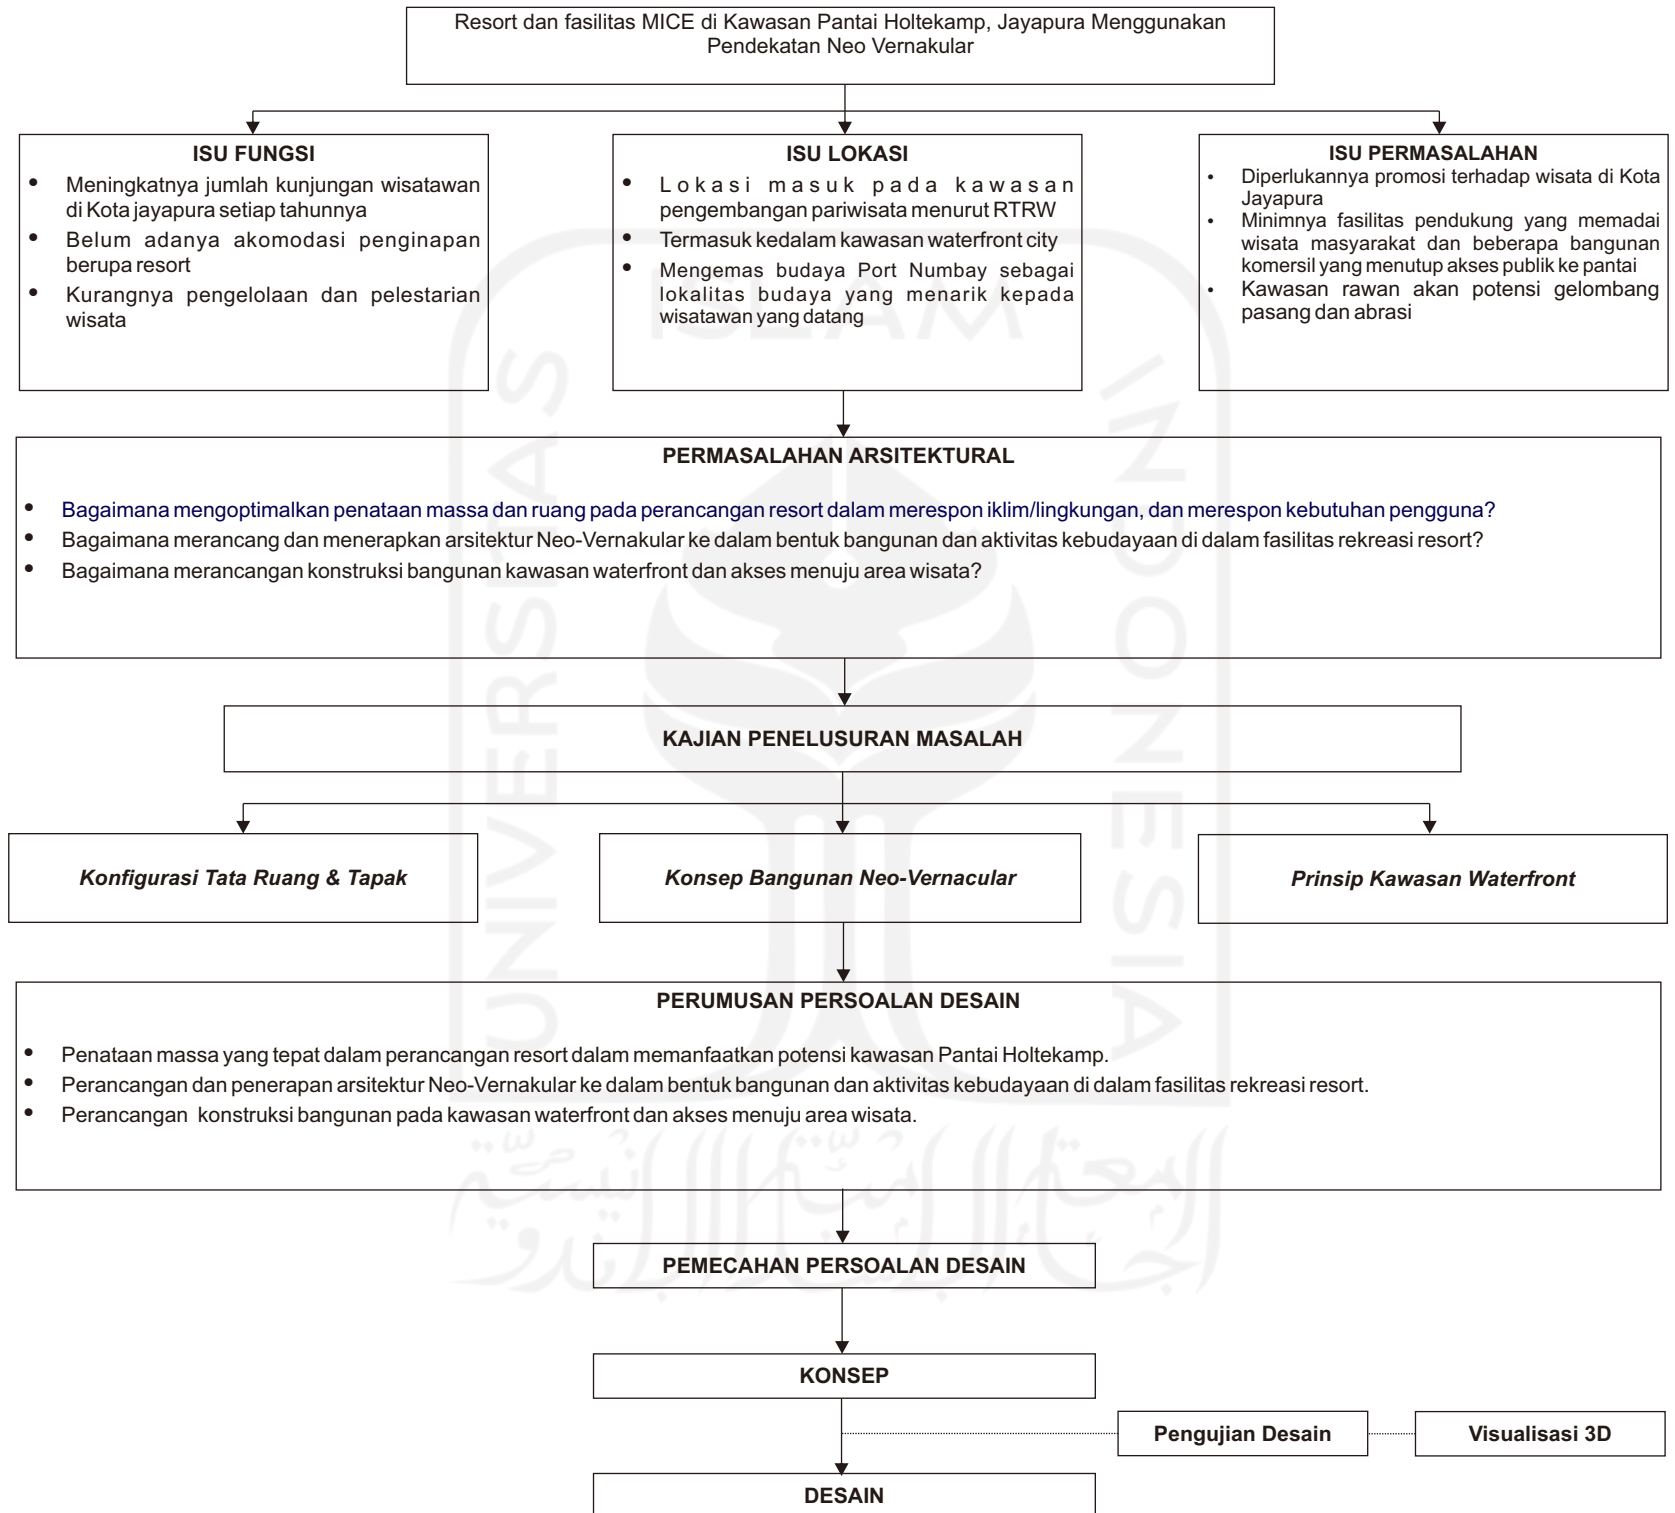 Resort dan fasilitas MICE di Kawasan Pantai Holtekamp, Jayapura Menggunakan
Pendekatan Neo Vernakular
ISU FUNGSI
• Meningkatnya jumlah kunjungan wisatawan
di Kota jayapura setiap tahunnya
• Belum adanya akomodasi penginapan
berupa resort
• Kurangnya pengelolaan dan pelestarian
wisata
ISU LOKASI
• Lokasi masuk pada kawasan
pengembangan pariwisata menurut RTRW
• Termasuk kedalam kawasan waterfront city
• Mengemas budaya Port Numbay sebagai
lokalitas budaya yang menarik kepada
wisatawan yang datang
ISU PERMASALAHAN
• Diperlukannya promosi terhadap wisata di Kota
Jayapura
• Minimnya fasilitas pendukung yang memadai
wisata masyarakat dan beberapa bangunan
komersil yang menutup akses publik ke pantai
• Kawasan rawan akan potensi gelombang
pasang dan abrasi
PERMASALAHAN ARSITEKTURAL
• Bagaimana mengoptimalkan penataan massa dan ruang pada perancangan resort dalam merespon iklim/lingkungan, dan merespon kebutuhan pengguna?
• Bagaimana merancang dan menerapkan arsitektur Neo-Vernakular ke dalam bentuk bangunan dan aktivitas kebudayaan di dalam fasilitas rekreasi resort?
• Bagaimana merancangan konstruksi bangunan kawasan waterfront dan akses menuju area wisata?
KAJIAN PENELUSURAN MASALAH
Konfigurasi Tata Ruang & Tapak
Konsep Bangunan Neo-Vernacular
Prinsip Kawasan Waterfront
PERUMUSAN PERSOALAN DESAIN
• Penataan massa yang tepat dalam perancangan resort dalam memanfaatkan potensi kawasan Pantai Holtekamp.
• Perancangan dan penerapan arsitektur Neo-Vernakular ke dalam bentuk bangunan dan aktivitas kebudayaan di dalam fasilitas rekreasi resort.
• Perancangan konstruksi bangunan pada kawasan waterfront dan akses menuju area wisata.
PEMECAHAN PERSOALAN DESAIN
KONSEP
Pengujian Desain
Visualisasi 3D
DESAIN
UNIVERSITAS
ISLAM
INDONESIA